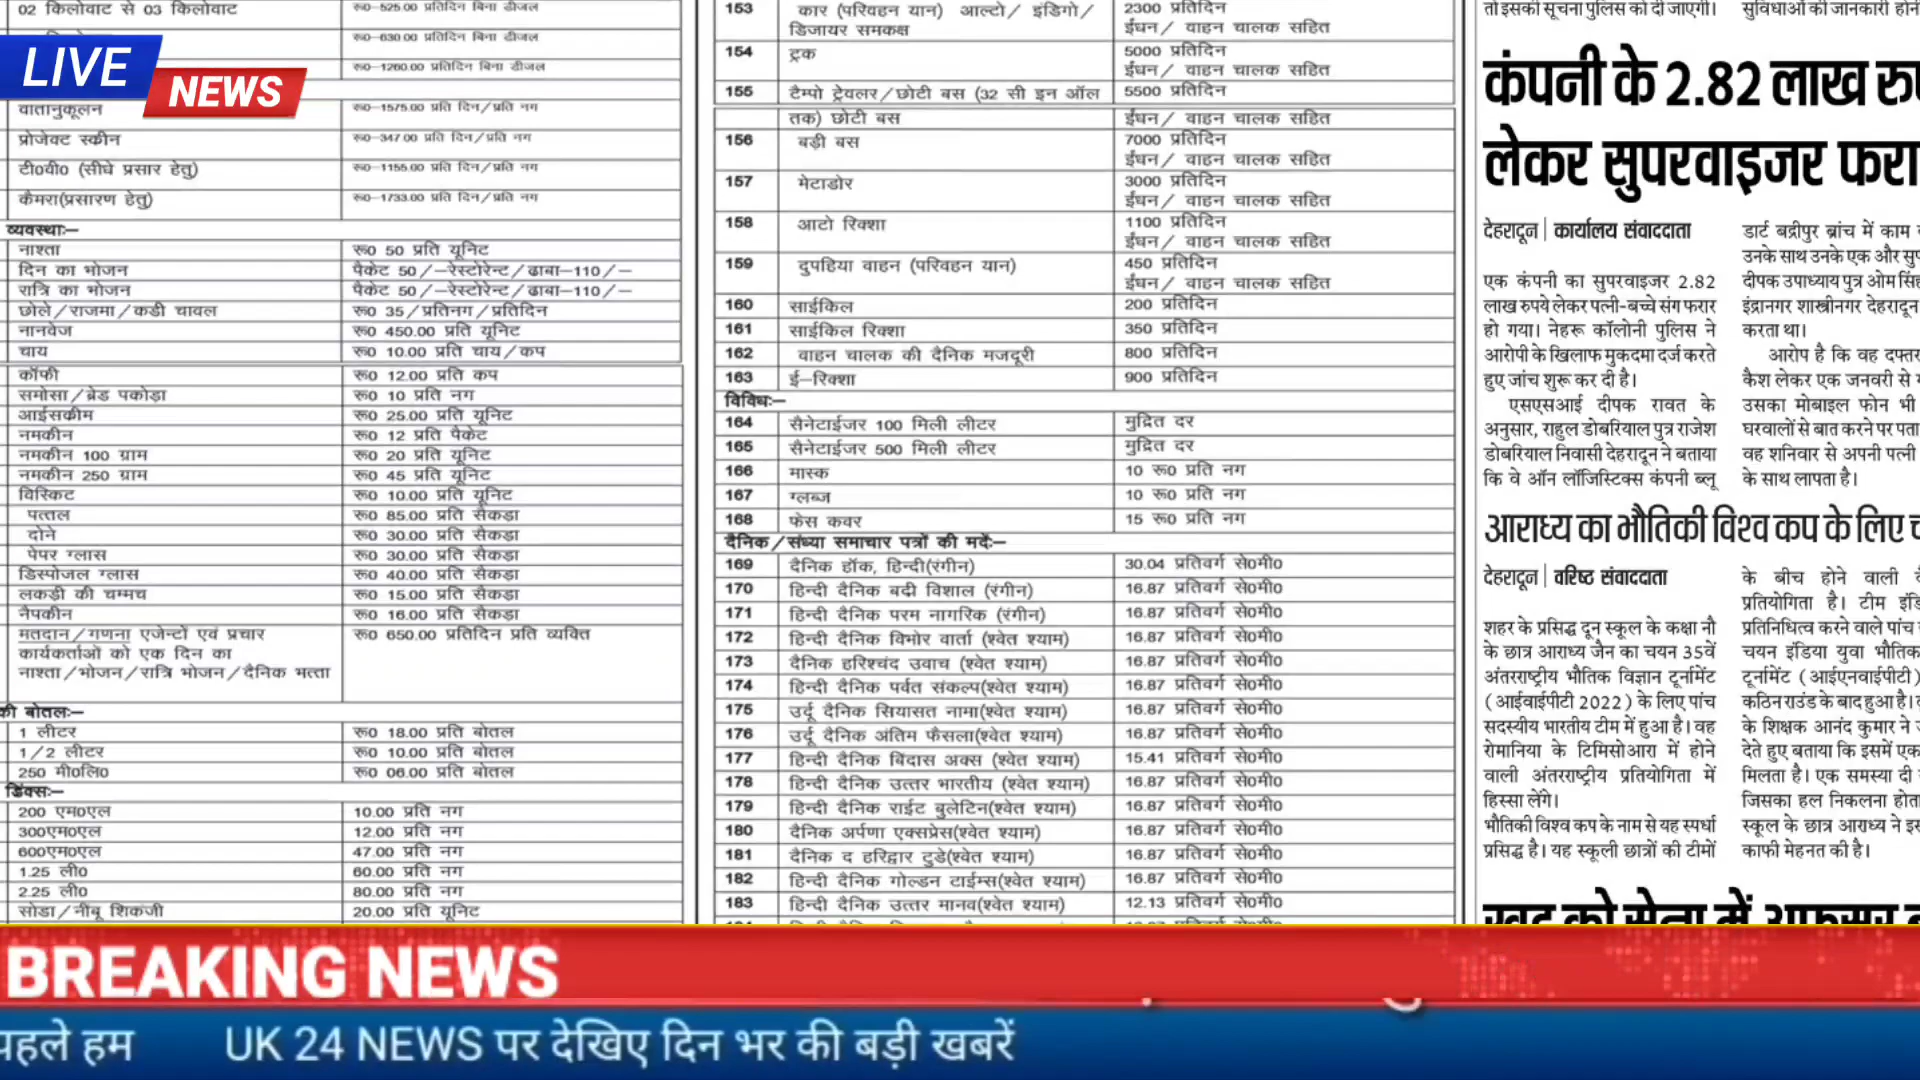 02 किलोवाट से 03 किलोवाट रू0-525.00 प्रतिदिन बिना डीजल
रू0-630.00 प्रतिदिन बिना डीजल
रू0-1260.00 प्रतिदिन बिना डीजल
LIVE
NEWS
वातानुकूलन रू0-1575.00 प्रति दिन/प्रति नग
प्रोजेक्ट स्कीन रू0-347.00 प्रति दिन/प्रति नग
टी0वी0 (सीधे प्रसार हेतु) रू0-1155.00 प्रति दिन/प्रति नग
कैमरा(प्रसारण हेतु) रू0-1733.00 प्रति दिन/प्रति नग
व्यवस्थाः-
नाश्ता रू0 50 प्रति यूनिट
दिन का भोजन पैकेट 50/-रेस्टोरेन्ट/ढाबा-110/-
रात्रि का भोजन पैकेट 50/-रेस्टोरेन्ट/ढाबा-110/-
छोले/राजमा/कडी चावल रू0 35/प्रतिनग/प्रतिदिन
नानवेज रू0 450.00 प्रति यूनिट
चाय रू0 10.00 प्रति चाय/कप
कॉफी रू0 12.00 प्रति कप
समोसा/ब्रेड पकोड़ा रू0 10 प्रति नग
आईसकीम रू0 25.00 प्रति यूनिट
नमकीन रू0 12 प्रति पैकेट
नमकीन 100 ग्राम रू0 20 प्रति यूनिट
नमकीन 250 ग्राम रू0 45 प्रति यूनिट
विस्किट रू0 10.00 प्रति यूनिट
पत्तल रू0 85.00 प्रति सैकड़ा
दोने रू0 30.00 प्रति सैकड़ा
पेपर ग्लास रू0 30.00 प्रति सैकड़ा
डिस्पोजल ग्लास रू0 40.00 प्रति सैकड़ा
लकड़ी की चम्मच रू0 15.00 प्रति सैकड़ा
नैपकीन रू0 16.00 प्रति सैकड़ा
मतदान/गणना एजेन्टों एवं प्रचार रू0 650.00 प्रतिदिन प्रति व्यक्ति
कार्यकर्ताओं को एक दिन का
नाश्ता/भोजन/रात्रि भोजन/दैनिक भत्ता
की बोतलः-
1 लीटर रू0 18.00 प्रति बोतल
1/2 लीटर रू0 10.00 प्रति बोतल
250 मी0लि0 रू0 06.00 प्रति बोतल
डिंक्सः-
200 एम0एल 10.00 प्रति नग
300एम0एल 12.00 प्रति नग
600एम0एल 47.00 प्रति नग
1.25 ली0 60.00 प्रति नग
2.25 ली0 80.00 प्रति नग
सोडा/नींबू शिकंजी 20.00 प्रति यूनिट
153 कार (परिवहन यान) आल्टो/ इंडिगो/ 2300 प्रतिदिन
डिजायर समकक्ष ईंधन/ वाहन चालक सहित
154 ट्रक 5000 प्रतिदिन
ईंधन/ वाहन चालक सहित
155 टैम्पो ट्रेवलर/छोटी बस (32 सी इन ऑल 5500 प्रतिदिन
तक) छोटी बस ईंधन/ वाहन चालक सहित
156 बड़ी बस 7000 प्रतिदिन
ईंधन/ वाहन चालक सहित
157 मेटाडोर 3000 प्रतिदिन
ईंधन/ वाहन चालक सहित
158 आटो रिक्शा 1100 प्रतिदिन
ईंधन/ वाहन चालक सहित
159 दुपहिया वाहन (परिवहन यान) 450 प्रतिदिन
ईंधन/ वाहन चालक सहित
160 साईकिल 200 प्रतिदिन
161 साईकिल रिक्शा 350 प्रतिदिन
162 वाहन चालक की दैनिक मजदूरी 800 प्रतिदिन
163 ई-रिक्शा 900 प्रतिदिन
विविधः-
164 सैनेटाईजर 100 मिली लीटर मुद्रित दर
165 सैनेटाईजर 500 मिली लीटर मुद्रित दर
166 मास्क 10 रू0 प्रति नग
167 ग्लब्ज 10 रू0 प्रति नग
168 फेस कवर 15 रू0 प्रति नग
दैनिक/संध्या समाचार पत्रों की मदेंः-
169 दैनिक हॉक, हिन्दी(रंगीन) 30.04 प्रतिवर्ग से0मी0
170 हिन्दी दैनिक बदी विशाल (रंगीन) 16.87 प्रतिवर्ग से0मी0
171 हिन्दी दैनिक परम नागरिक (रंगीन) 16.87 प्रतिवर्ग से0मी0
172 हिन्दी दैनिक विभोर वार्ता (श्वेत श्याम) 16.87 प्रतिवर्ग से0मी0
173 दैनिक हरिश्चंद उवाच (श्वेत श्याम) 16.87 प्रतिवर्ग से0मी0
174 हिन्दी दैनिक पर्वत संकल्प(श्वेत श्याम) 16.87 प्रतिवर्ग से0मी0
175 उर्दू दैनिक सियासत नामा(श्वेत श्याम) 16.87 प्रतिवर्ग से0मी0
176 उर्दू दैनिक अंतिम फैसला(श्वेत श्याम) 16.87 प्रतिवर्ग से0मी0
177 हिन्दी दैनिक बिंदास अक्स (श्वेत श्याम) 15.41 प्रतिवर्ग से0मी0
178 हिन्दी दैनिक उत्तर भारतीय (श्वेत श्याम) 16.87 प्रतिवर्ग से0मी0
179 हिन्दी दैनिक राईट बुलेटिन(श्वेत श्याम) 16.87 प्रतिवर्ग से0मी0
180 दैनिक अर्पणा एक्सप्रेस(श्वेत श्याम) 16.87 प्रतिवर्ग से0मी0
181 दैनिक द हरिद्वार टुडे(श्वेत श्याम) 16.87 प्रतिवर्ग से0मी0
182 हिन्दी दैनिक गोल्डन टाईम्स(श्वेत श्याम) 16.87 प्रतिवर्ग से0मी0
183 हिन्दी दैनिक उत्तर मानव(श्वेत श्याम) 12.13 प्रतिवर्ग से0मी0
तो इसकी सूचना पुलिस को दी जाएगी।
सुविधाओं की जानकारी होनी
कंपनी के 2.82 लाख रु
लेकर सुपरवाइजर फरा
देहरादून | कार्यालय संवाददाता
एक कंपनी का सुपरवाइजर 2.82
लाख रुपये लेकर पत्नी-बच्चे संग फरार
हो गया। नेहरू कॉलोनी पुलिस ने
आरोपी के खिलाफ मुकदमा दर्ज करते
हुए जांच शुरू कर दी है।
एसएसआई दीपक रावत के
अनुसार, राहुल डोबरियाल पुत्र राजेश
डोबरियाल निवासी देहरादून ने बताया
कि वे ऑन लॉजिस्टिक्स कंपनी ब्लू
डार्ट बद्रीपुर ब्रांच में काम
उनके साथ उनके एक और सुप
दीपक उपाध्याय पुत्र ओम सिंह
इंद्रानगर शास्त्रीनगर देहरादून
करता था।
आरोप है कि वह दफ्तर
कैश लेकर एक जनवरी से
उसका मोबाइल फोन भी
घरवालों से बात करने पर पता
वह शनिवार से अपनी पत्नी
के साथ लापता है।
आराध्य का भौतिकी विश्व कप के लिए च
देहरादून | वरिष्ठ संवाददाता
शहर के प्रसिद्ध दून स्कूल के कक्षा नौ
के छात्र आराध्य जैन का चयन 35वें
अंतरराष्ट्रीय भौतिक विज्ञान टूर्नामेंट
(आईवाईपीटी 2022) के लिए पांच
सदस्यीय भारतीय टीम में हुआ है। वह
रोमानिया के टिमिसोआरा में होने
वाली अंतरराष्ट्रीय प्रतियोगिता में
हिस्सा लेंगे।
भौतिकी विश्व कप के नाम से यह स्पर्धा
प्रसिद्ध है। यह स्कूली छात्रों की टीमों
के बीच होने वाली
प्रतियोगिता है। टीम इंडि
प्रतिनिधित्व करने वाले पांच
चयन इंडिया युवा भौतिक
टूर्नामेंट (आईएनवाईपीटी)
कठिन राउंड के बाद हुआ है।
के शिक्षक आनंद कुमार ने
देते हुए बताया कि इसमें एक
मिलता है। एक समस्या दी
जिसका हल निकलना होता
स्कूल के छात्र आराध्य ने इस
काफी मेहनत की है।
BREAKING NEWS
पहले हम UK 24 NEWS पर देखिए दिन भर की बड़ी खबरें